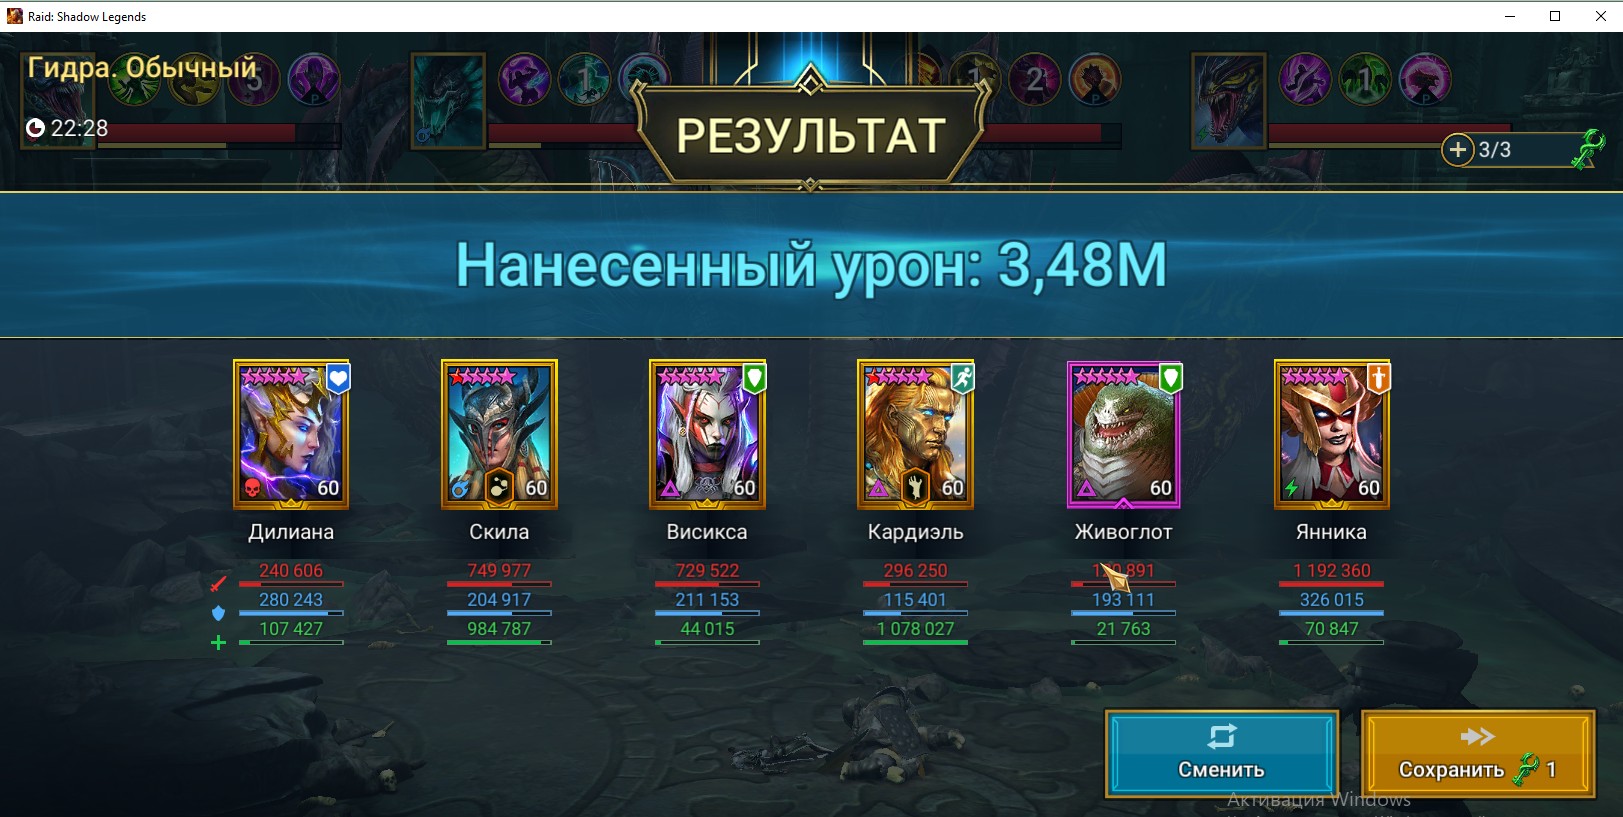 Raid: Shadow Legends
Гидра. Обычный
5
1
1
2
1
P
P
P
22:28
РЕЗУЛЬТАТ
3/3
Нанесенный урон: 3,48M
60
60
60
60
60
60
Дилиана
Скила
Висикса
Кардиэль
Живоглот
Янника
240 606
749 977
729 522
296 250
891
1 192 360
280 243
204 917
211 153
115 401
193 111
326 015
107 427
984 787
44 015
1 078 027
21 763
70 847
Сменить
Сохранить 1
Активация Windows